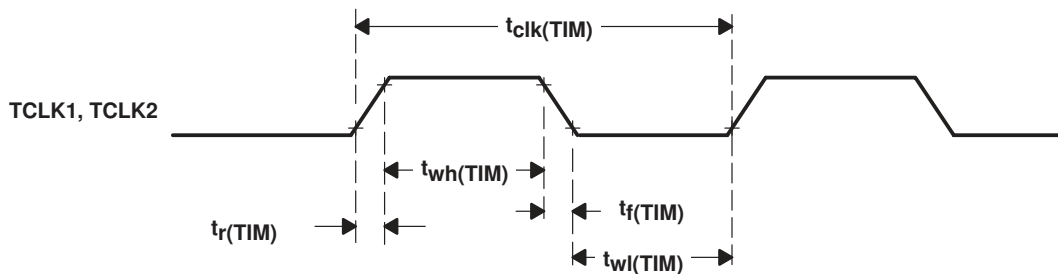 tclk(TIM)
TCLK1, TCLK2
twh(TIM)
tr(TIM)
tf(TIM)
twl(TIM)